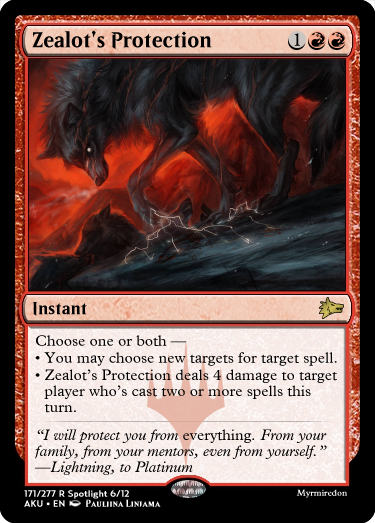 Zealot's Protection
1
Instant
Choose one or both —
• You may choose new targets for target spell.
• Zealot's Protection deals 4 damage to target
player who's cast two or more spells this
turn.
"I will protect you from everything. From your
family, from your mentors, even from yourself."
—Lightning, to Platinum
171/277 R Spotlight 6/12
Myrmiredon
AKU • EN Pauliina Linjama